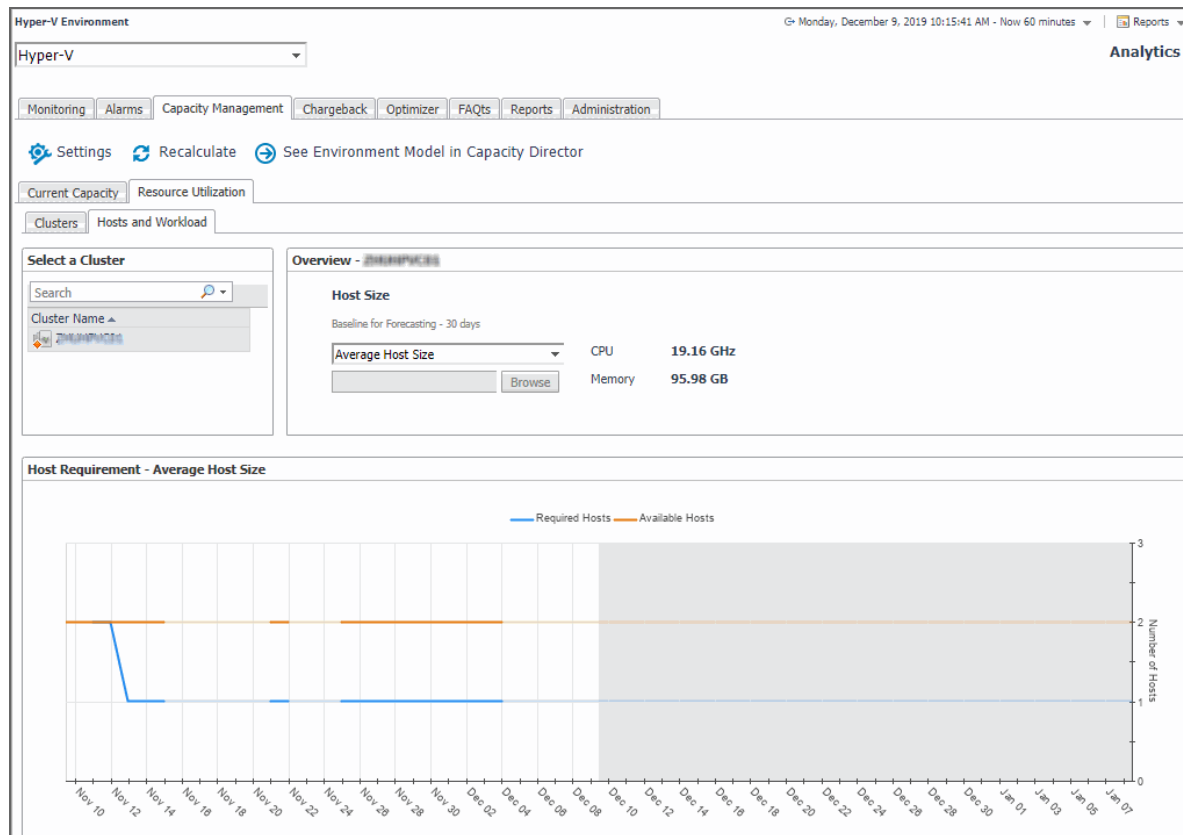 Hyper-V Environment
Monday, December 9, 2019 10:15:41 AM - Now 60 minutes | Reports
Hyper-V
Analytics
Monitoring Alarms Capacity Management Chargeback Optimizer FAQts Reports Administration
Settings Recalculate See Environment Model in Capacity Director
Current Capacity Resource Utilization
Clusters Hosts and Workload
Select a Cluster
Search
Cluster Name
Overview -
Host Size
Baseline for Forecasting - 30 days
Average Host Size
CPU 19.16 GHz
Browse
Memory 95.98 GB
Host Requirement - Average Host Size
Required Hosts Available Hosts
3
2
1
0
Number of Hosts
Nov 10 Nov 12 Nov 14 Nov 16 Nov 18 Nov 20 Nov 22 Nov 24 Nov 26 Nov 28 Nov 30 Dec 02 Dec 04 Dec 06 Dec 08 Dec 10 Dec 12 Dec 14 Dec 16 Dec 18 Dec 20 Dec 22 Dec 24 Dec 26 Dec 28 Dec 30 Jan 01 Jan 03 Jan 05 Jan 07